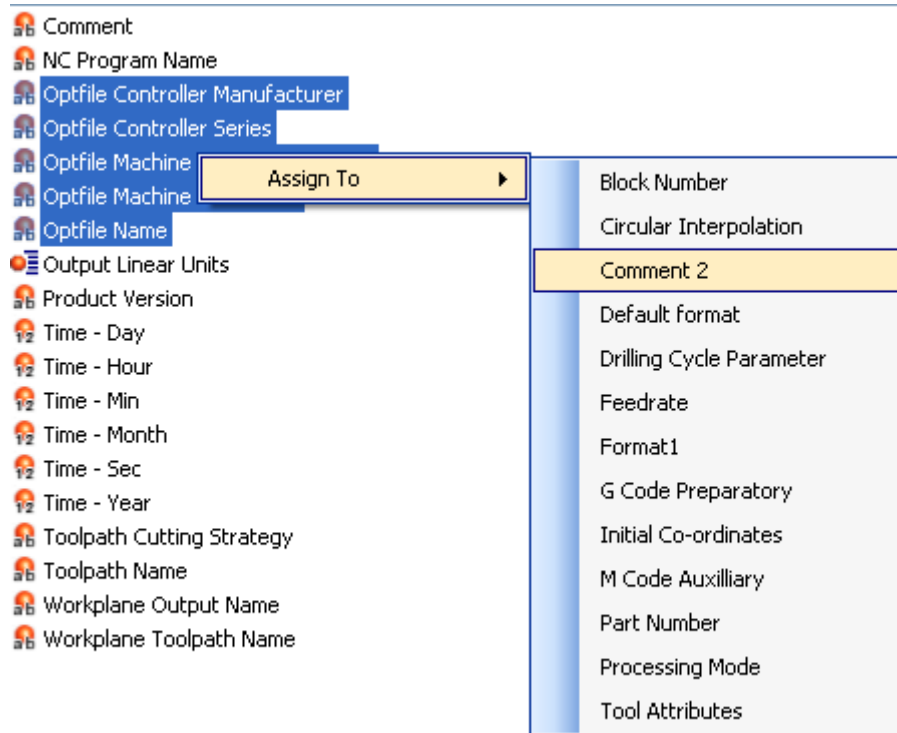 Comment
NC Program Name
Optfile Controller Manufacturer
Optfile Controller Series
Optfile Machine
Optfile Machine
Optfile Name
Output Linear Units
Product Version
Time - Day
Time - Hour
Time - Min
Time - Month
Time - Sec
Time - Year
Toolpath Cutting Strategy
Toolpath Name
Workplane Output Name
Workplane Toolpath Name
Assign To
Block Number
Circular Interpolation
Comment 2
Default format
Drilling Cycle Parameter
Feedrate
Format1
G Code Preparatory
Initial Co-ordinates
M Code Auxilliary
Part Number
Processing Mode
Tool Attributes